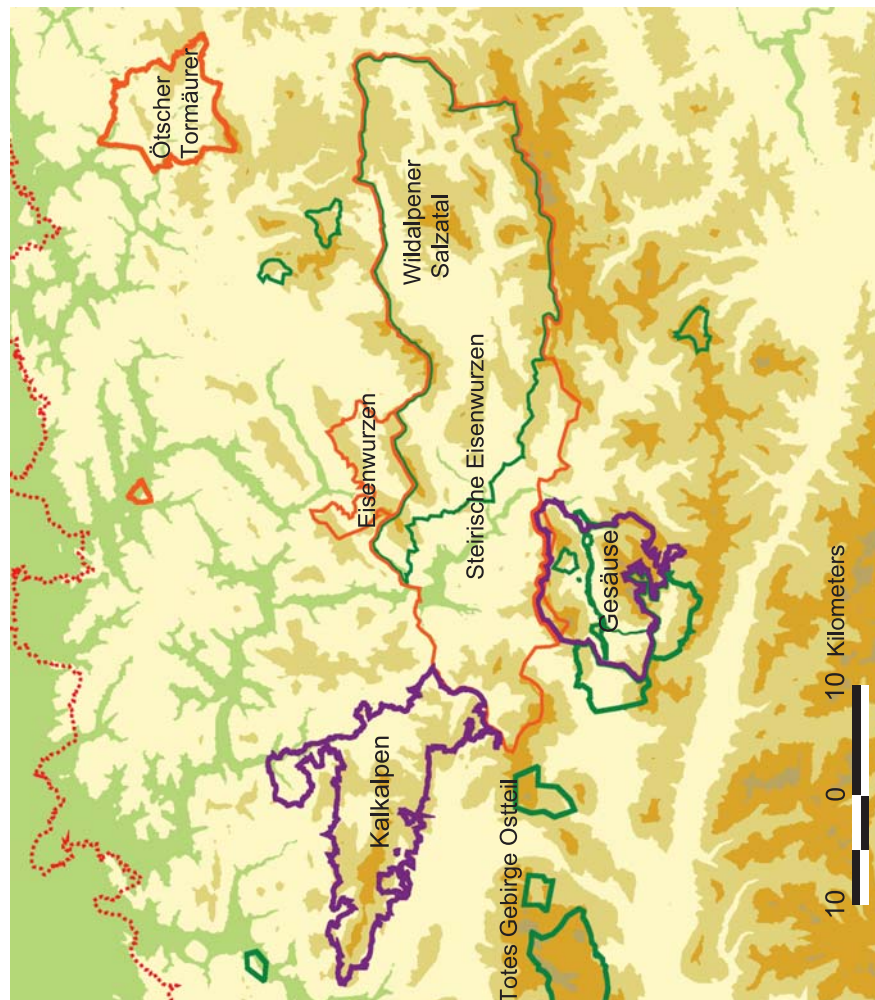 Ötscher
Tormäurer
Wildalpener
Salzatal
Eisenwurzen
Steirische Eisenwurzen
Gesäuse
Kalkalpen
Totes Gebirge Ostteil
10 0 10 Kilometers